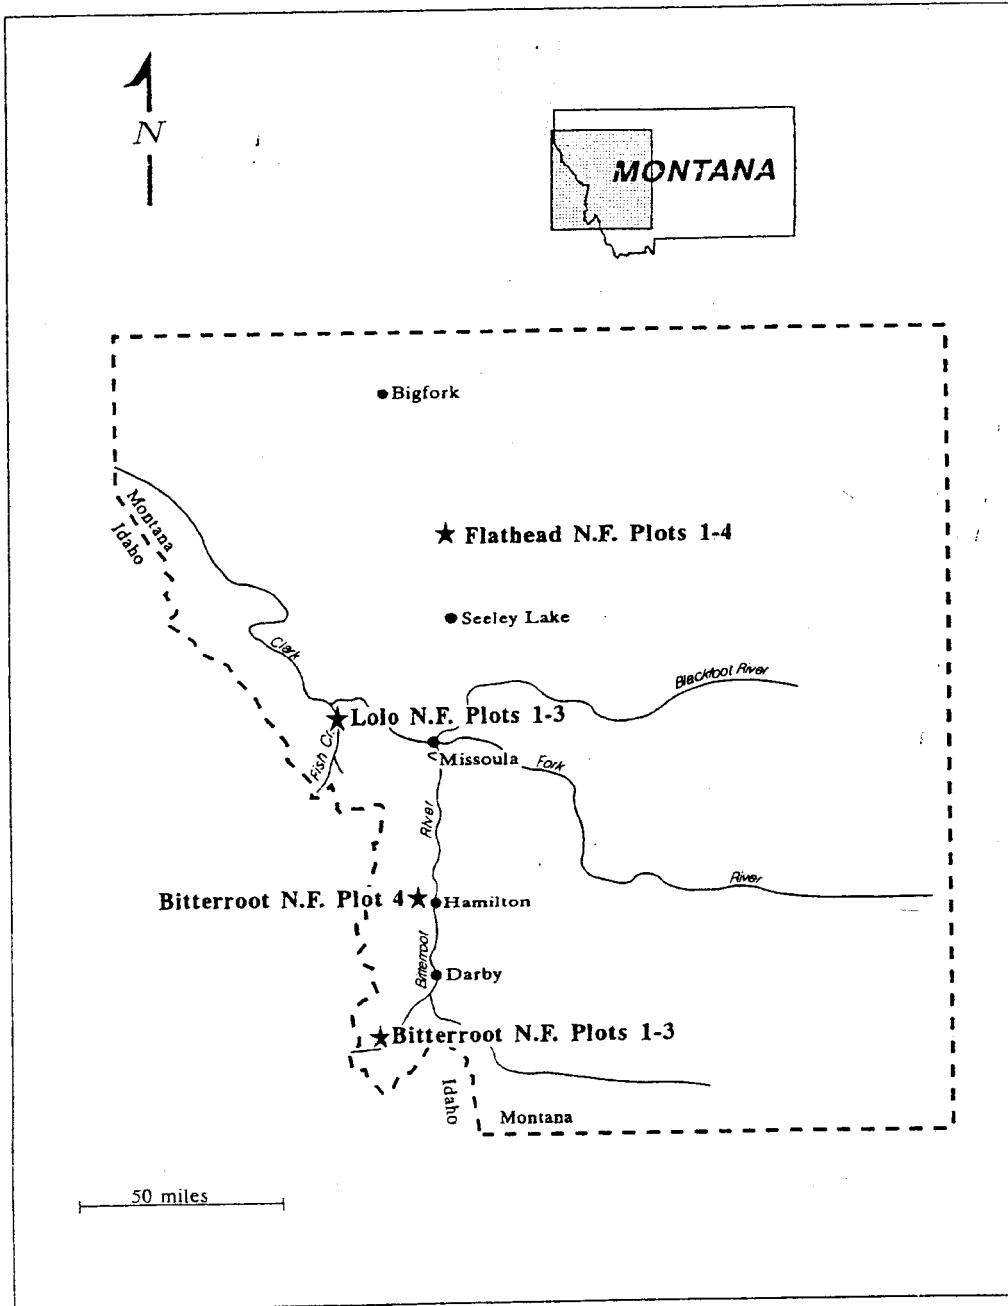 N
MONTANA
Bigfork
Montana
Idaho
Flathead N.F. Plots 1-4
Seeley Lake
Clark
Blackfoot River
Lolo N.F. Plots 1-3
Fish Cr.
Missoula
Fork
River
River
Bitterroot N.F. Plot 4
Hamilton
Bitterroot
Darby
Bitterroot N.F. Plots 1-3
Idaho
Montana
50 miles